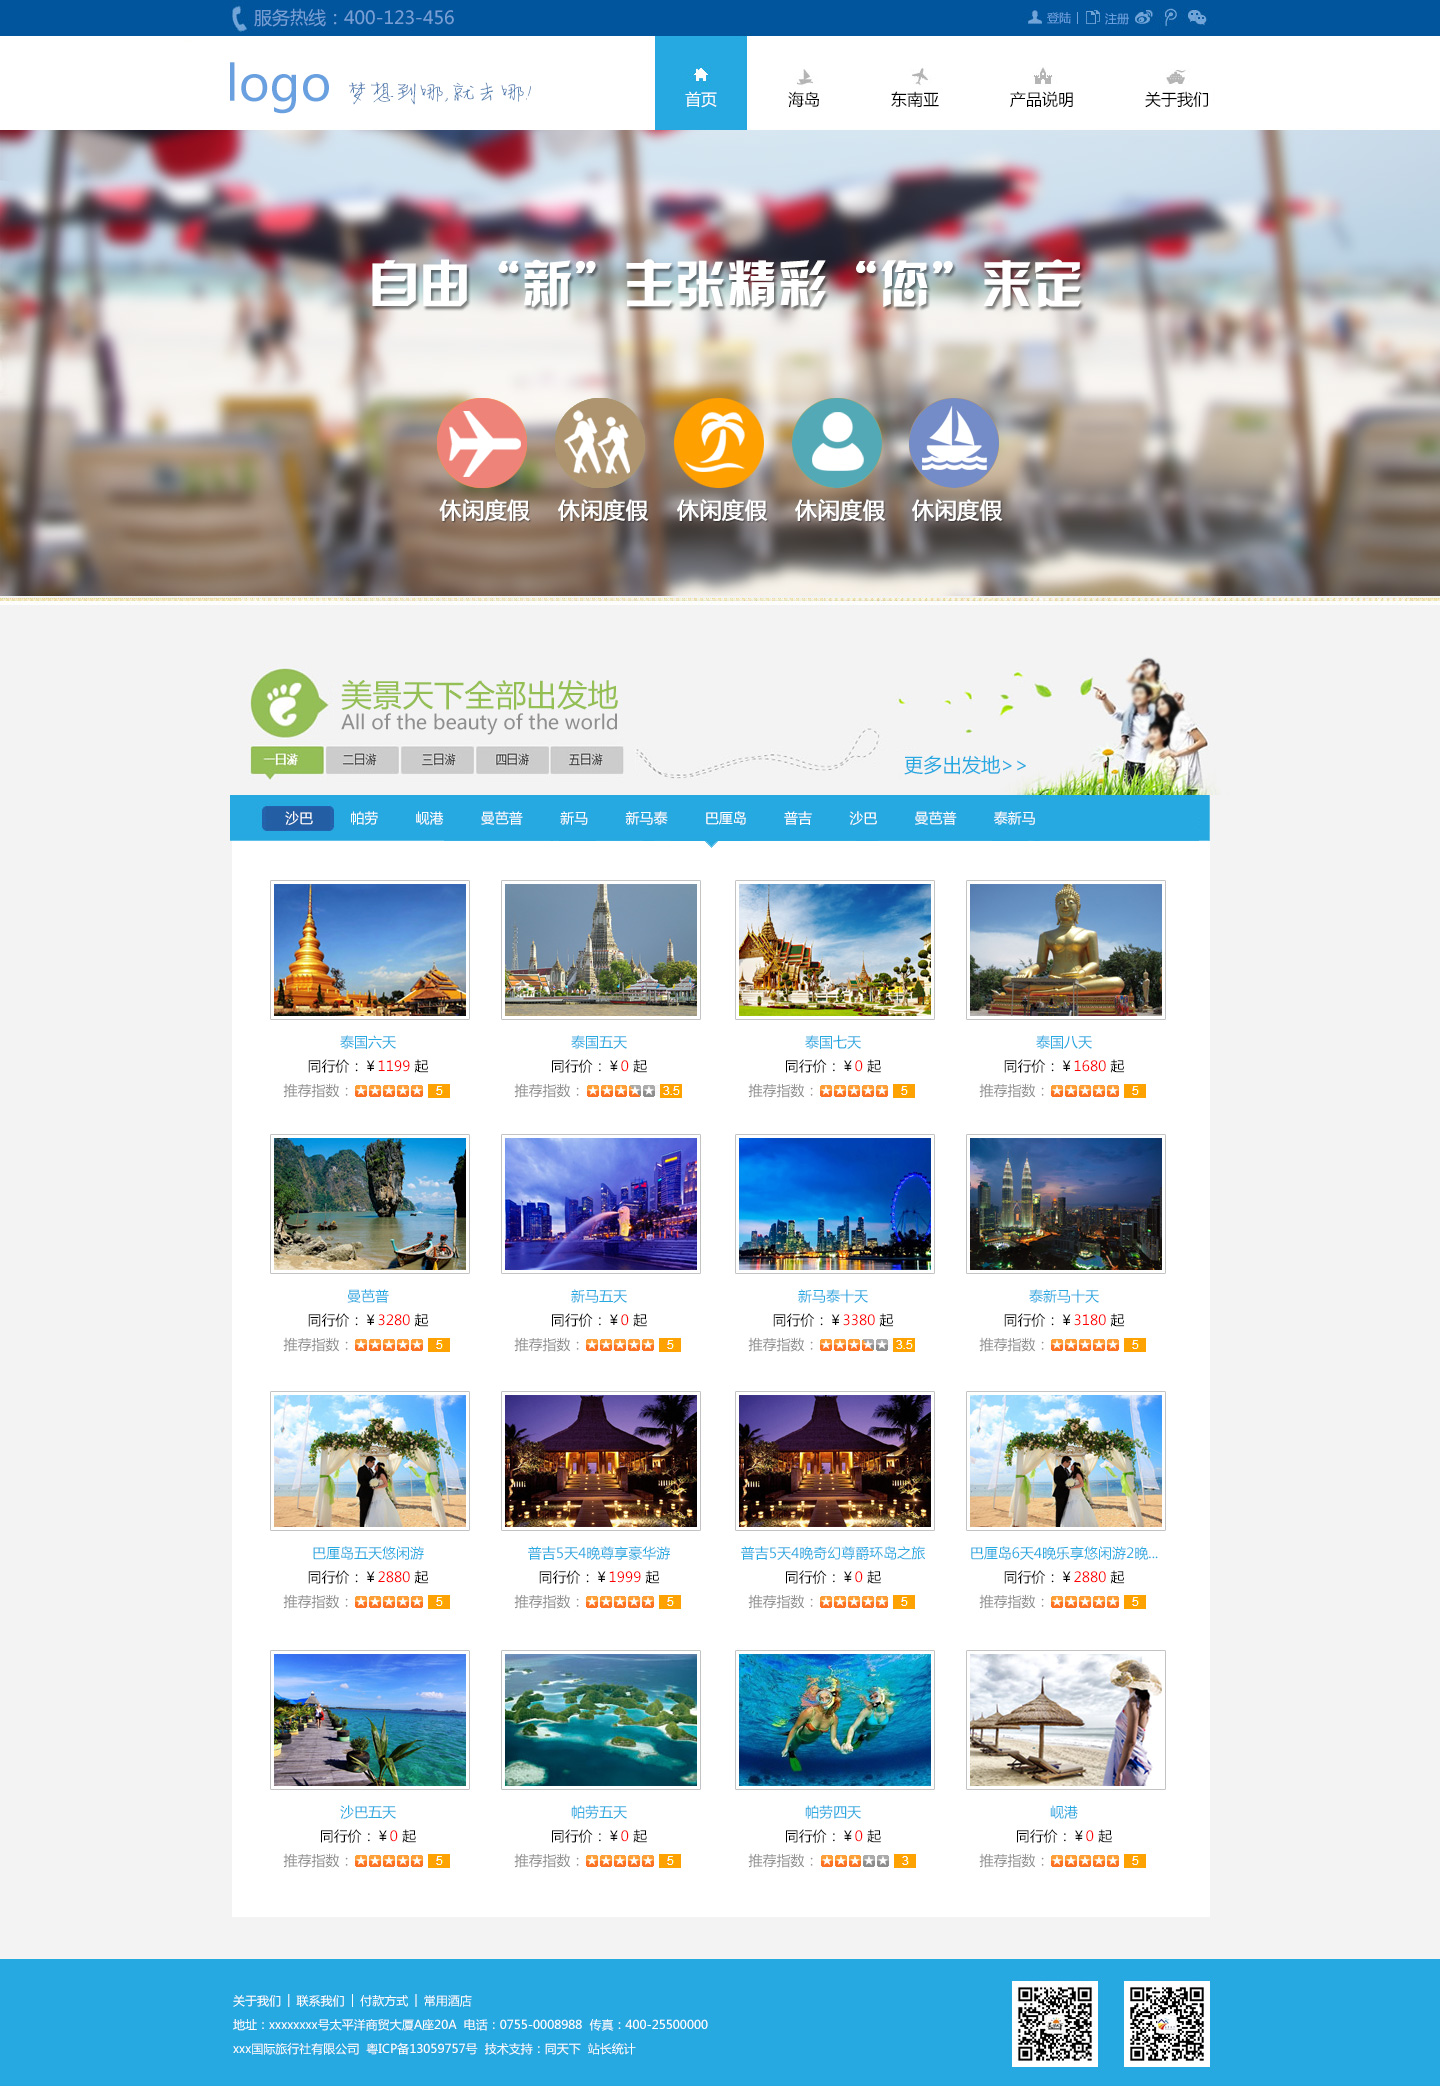 服务热线：400-123-456
登陆 | 注册
logo 梦想到哪,就去哪!
首页 海岛 东南亚 产品说明 关于我们
自由“新”主张精彩“您”来定
休闲度假 休闲度假 休闲度假 休闲度假 休闲度假
美景天下全部出发地
All of the beauty of the world
一日游 二日游 三日游 四日游 五日游
更多出发地>>
沙巴 帕劳 岘港 曼芭普 新马 新马泰 巴厘岛 普吉 沙巴 曼芭普 泰新马
泰国六天 泰国五天 泰国七天 泰国八天
同行价：¥1199 起 同行价：¥0 起 同行价：¥0 起 同行价：¥1680 起
推荐指数： 5 推荐指数： 3.5 推荐指数： 5 推荐指数： 5
曼芭普 新马五天 新马泰十天 泰新马十天
同行价：¥3280 起 同行价：¥0 起 同行价：¥3380 起 同行价：¥3180 起
推荐指数： 5 推荐指数： 5 推荐指数： 3.5 推荐指数： 5
巴厘岛五天悠闲游 普吉5天4晚尊享豪华游 普吉5天4晚奇幻尊爵环岛之旅 巴厘岛6天4晚乐享悠闲游2晚...
同行价：¥2880 起 同行价：¥1999 起 同行价：¥0 起 同行价：¥2880 起
推荐指数： 5 推荐指数： 5 推荐指数： 5 推荐指数： 5
沙巴五天 帕劳五天 帕劳四天 岘港
同行价：¥0 起 同行价：¥0 起 同行价：¥0 起 同行价：¥0 起
推荐指数： 5 推荐指数： 5 推荐指数： 3 推荐指数： 5
关于我们 | 联系我们 | 付款方式 | 常用酒店
地址：xxxxxxxx号太平洋商贸大厦A座20A 电话：0755-0008988 传真：400-25500000
xxx国际旅行社有限公司 粤ICP备13059757号 技术支持：同天下 站长统计